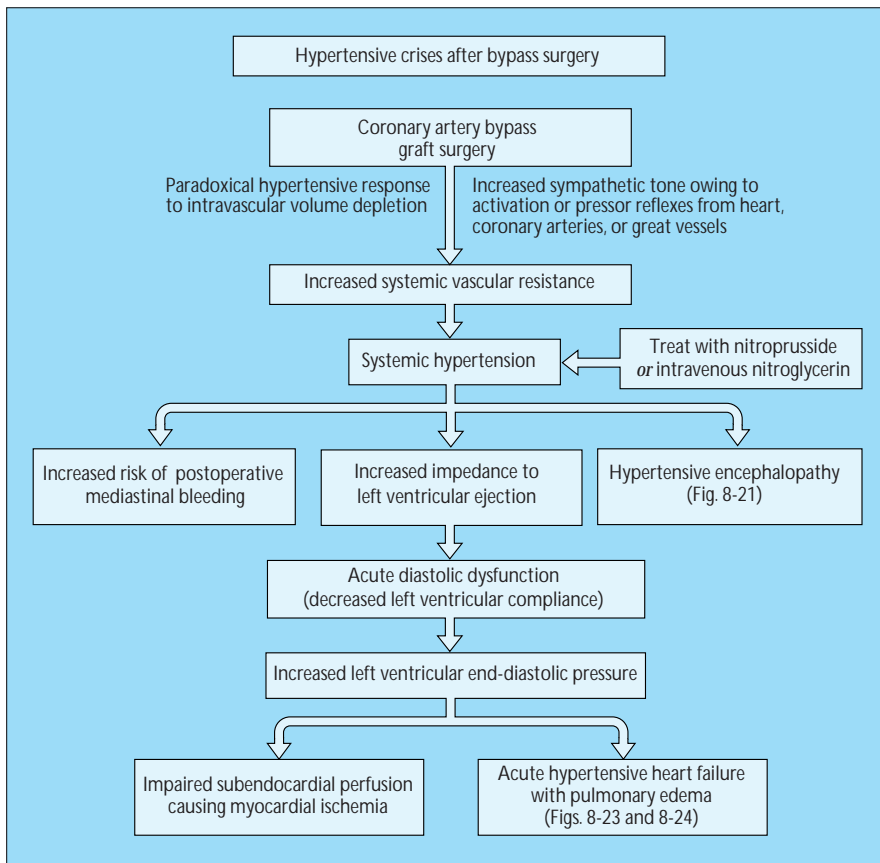 Hypertensive crises after bypass surgery
Coronary artery bypass
graft surgery
Paradoxical hypertensive response
to intravascular volume depletion
Increased sympathetic tone owing to
activation or pressor reflexes from heart,
coronary arteries, or great vessels
Increased systemic vascular resistance
Systemic hypertension
Treat with nitroprusside
or intravenous nitroglycerin
Increased risk of postoperative
mediastinal bleeding
Increased impedance to
left ventricular ejection
Hypertensive encephalopathy
(Fig. 8-21)
Acute diastolic dysfunction
(decreased left ventricular compliance)
Increased left ventricular end-diastolic pressure
Impaired subendocardial perfusion
causing myocardial ischemia
Acute hypertensive heart failure
with pulmonary edema
(Figs. 8-23 and 8-24)